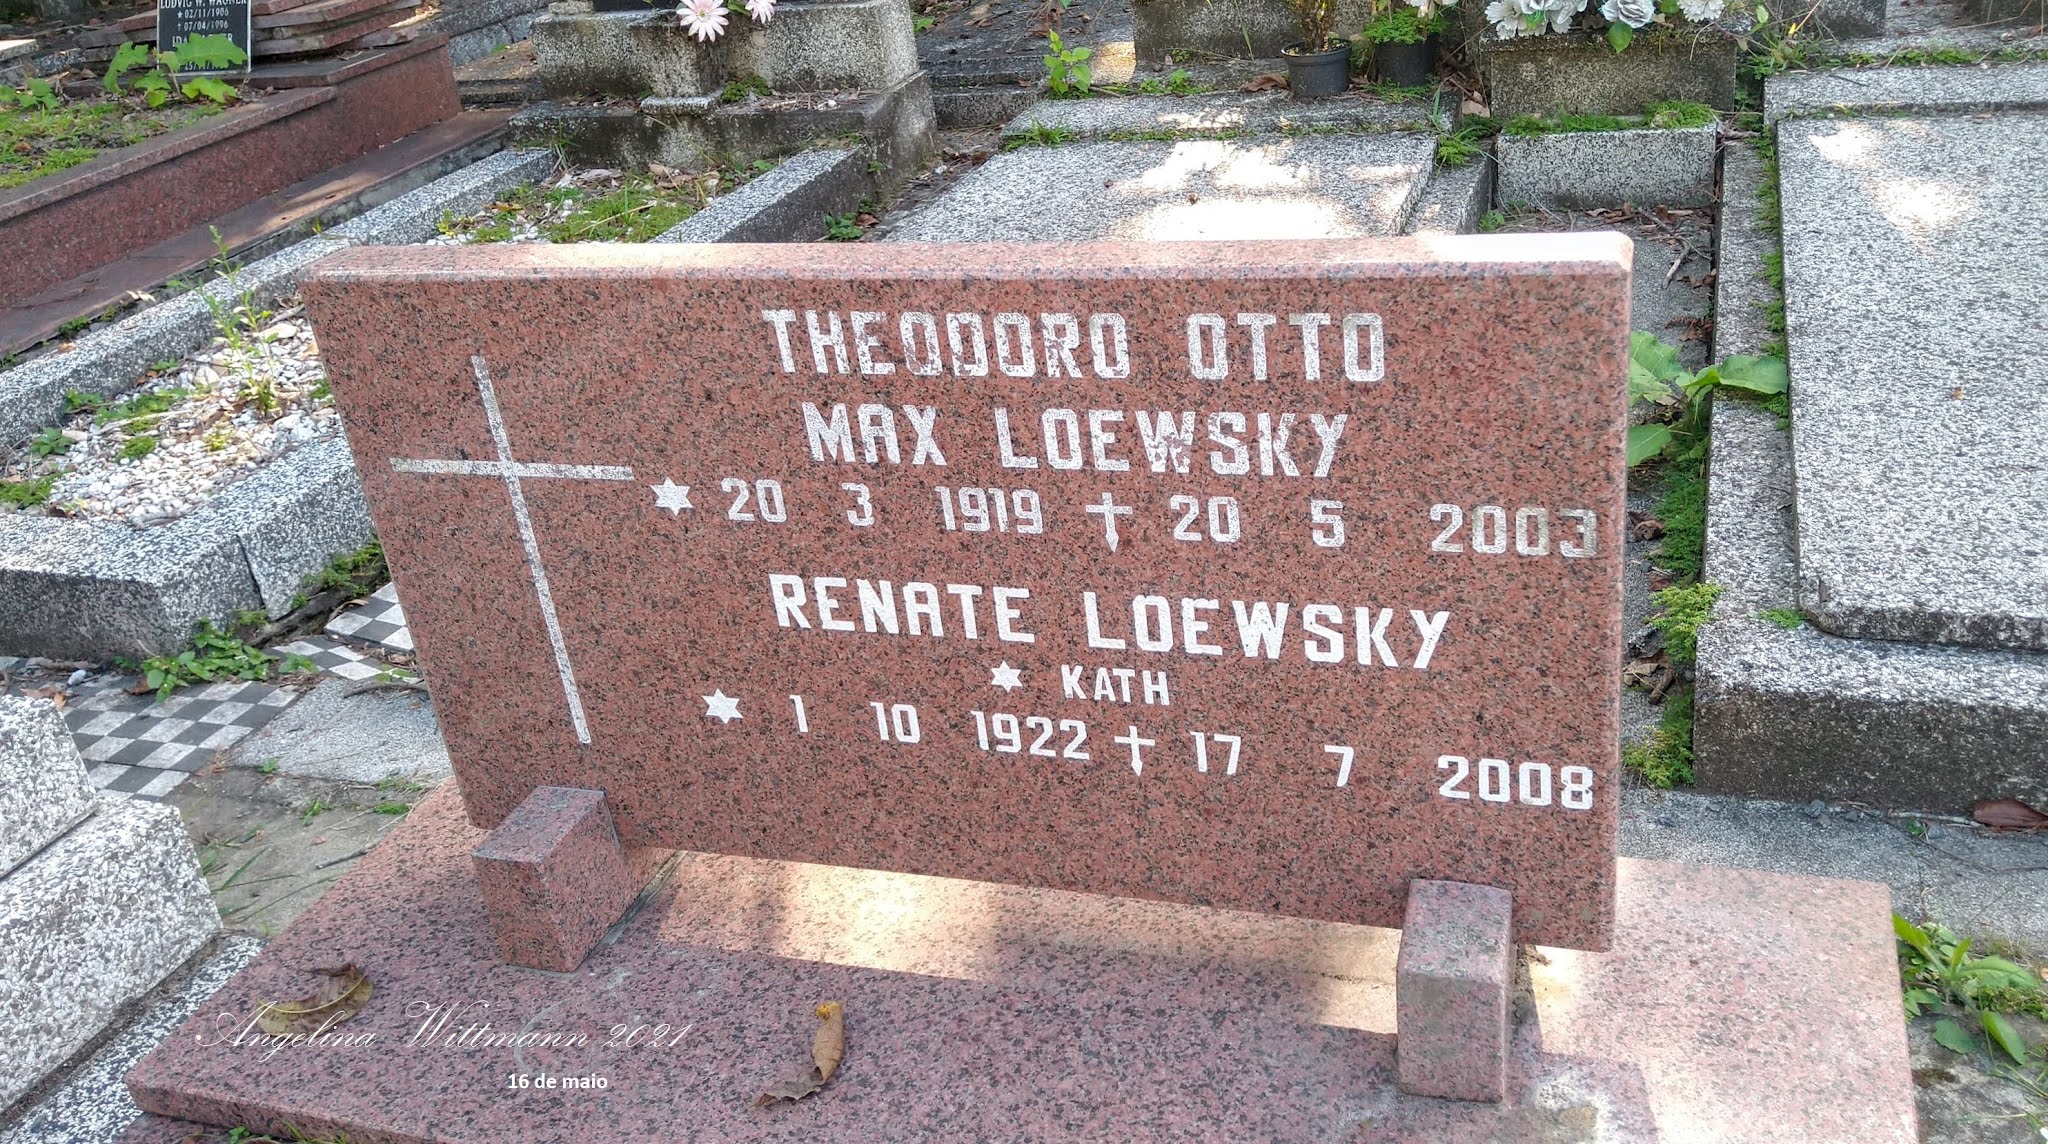 LUDVIG W. WAGNER
* 02/11/1906
† 07/04/1996
THEODORO OTTO
MAX LOEWSKY
✶ 20 3 1919 ✝ 20 5 2003
RENATE LOEWSKY
✶ KATH
✶ 1 10 1922 ✝ 17 7 2008
Angelina Wittmann 2021
16 de maio